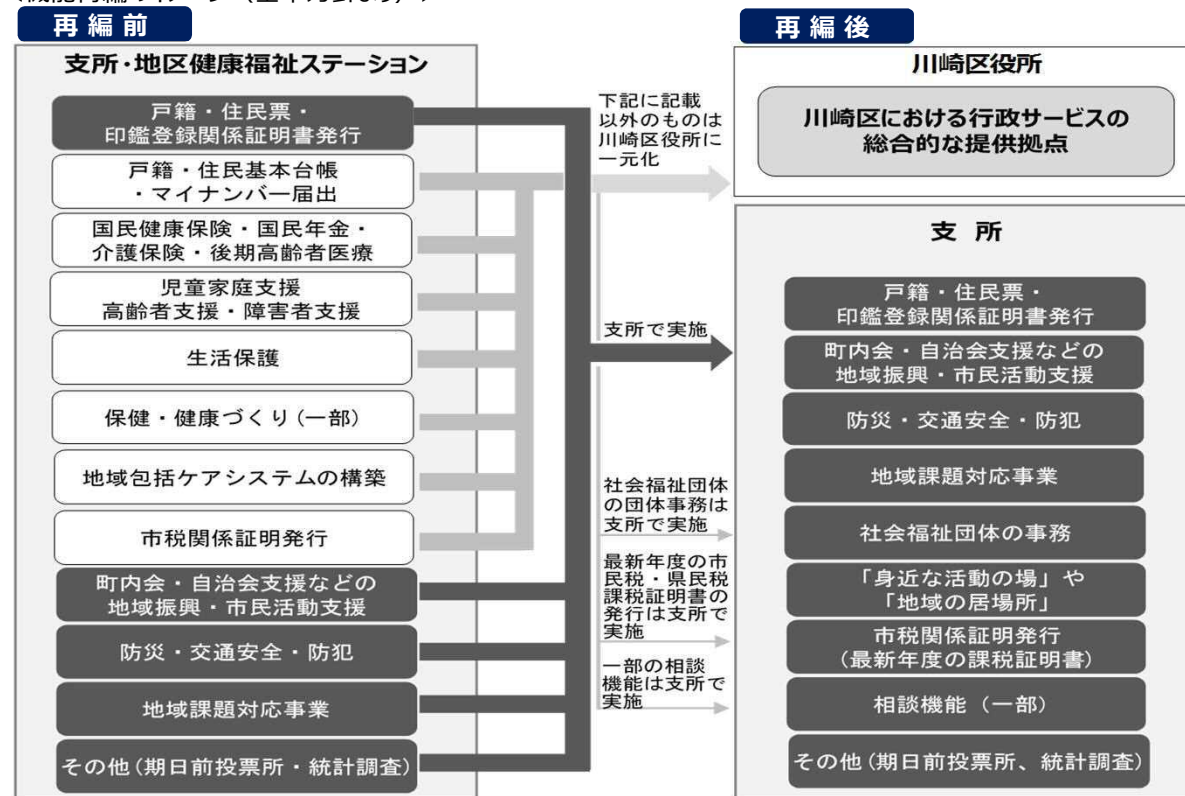 再編前
支所・地区健康福祉ステーション
戸籍・住民票・
印鑑登録関係証明書発行
戸籍・住民基本台帳
・マイナンバー届出
国民健康保険・国民年金・
介護保険・後期高齢者医療
児童家庭支援
高齢者支援・障害者支援
生活保護
保健・健康づくり(一部)
地域包括ケアシステムの構築
市税関係証明発行
町内会・自治会支援などの
地域振興・市民活動支援
防災・交通安全・防犯
地域課題対応事業
その他(期日前投票所・統計調査)
下記に記載
以外のものは
川崎区役所に
一元化
支所で実施
社会福祉団体
の団体事務は
支所で実施
最新年度の市
民税・県民税
課税証明書の
発行は支所で
実施
一部の相談
機能は支所で
実施
再編後
川崎区役所
川崎区における行政サービスの
総合的な提供拠点
支所
戸籍・住民票・
印鑑登録関係証明書発行
町内会・自治会支援などの
地域振興・市民活動支援
防災・交通安全・防犯
地域課題対応事業
社会福祉団体の事務
「身近な活動の場」や
「地域の居場所」
市税関係証明発行
(最新年度の課税証明書)
相談機能(一部)
その他(期日前投票所、統計調査)